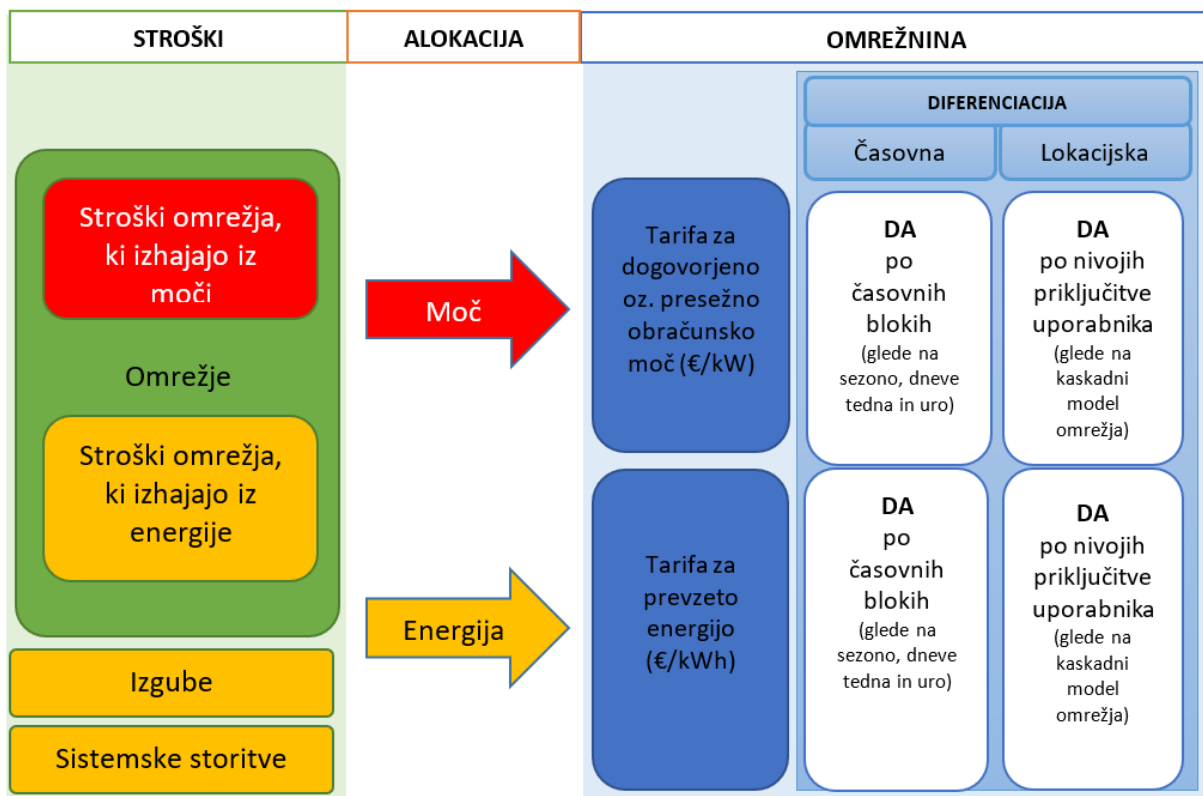 STROŠKI
ALOKACIJA
OMREŽNINA
DIFERENCIACIJA
Časovna
Lokacijska
Stroški omrežja,
ki izhajajo iz
moči
Omrežje
Stroški omrežja,
ki izhajajo iz
energije
Izgube
Sistemske storitve
Moč
Energija
Tarifa za
dogovorjeno
oz. presežno
obračunsko
moč (€/kW)
DA
po
časovnih
blokih
(glede na
sezono, dneve
tedna in uro)
DA
po nivojih
priključitve
uporabnika
(glede na
kaskadni
model
omrežja)
Tarifa za
prevzeto
energijo
(€/kWh)
DA
po
časovnih
blokih
(glede na
sezono, dneve
tedna in uro)
DA
po nivojih
priključitve
uporabnika
(glede na
kaskadni
model
omrežja)